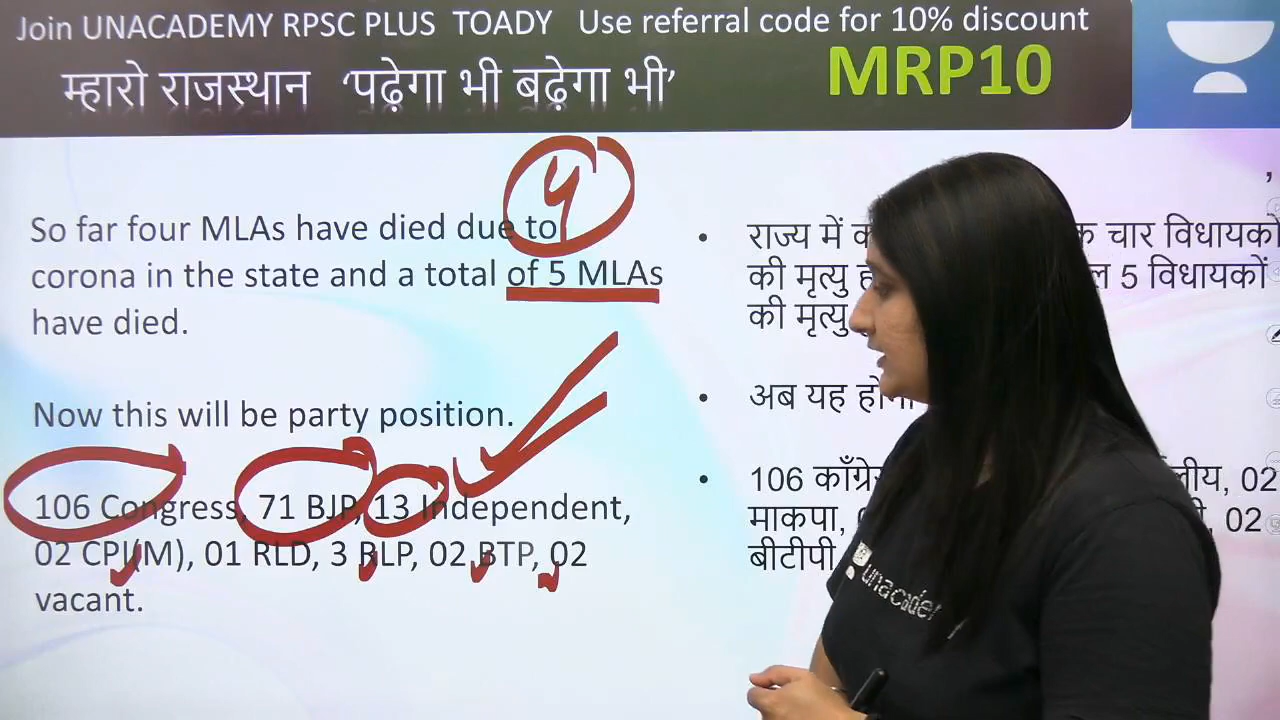 Join UNACADEMY RPSC PLUS TOADY Use referral code for 10% discount
म्हारो राजस्थान 'पढ़ेगा भी बढ़ेगा भी'
MRP10
4
So far four MLAs have died due to
corona in the state and a total of 5 MLAs
have died.
Now this will be party position.
106 Congress, 71 BJP, 13 Independent,
02 CPI(M), 01 RLD, 3 RLP, 02 BTP, 02
vacant.
• राज्य में चार विधायकों
की मृत्यु 5 विधायकों
की मृत्यु
• अब यह
• 106 02
माकपा, 02
बीटीपी
unacademy